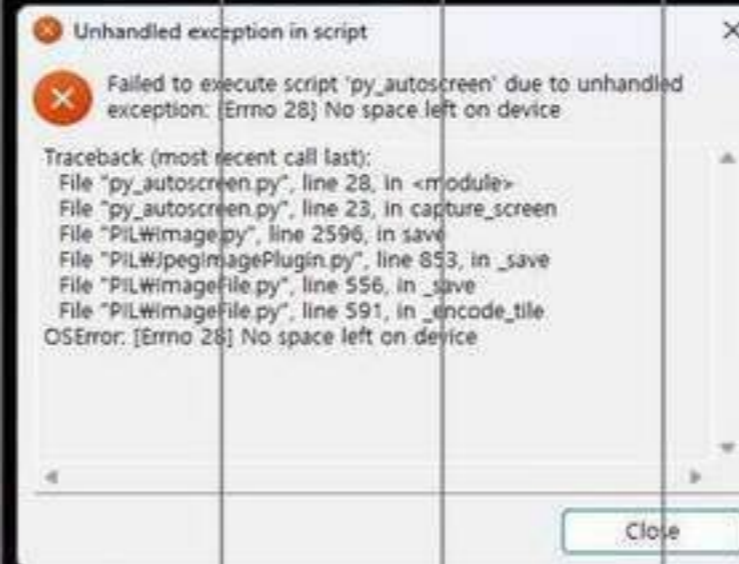 Unhandled exception in script
Failed to execute script 'py_autoscreen' due to unhandled
exception: [Errno 28] No space left on device
Traceback (most recent call last):
File "py_autoscreen.py", line 28, in <module>
File "py_autoscreen.py", line 23, in capture_screen
File "PIL₩Image.py", line 2596, in save
File "PIL₩JpegImagePlugin.py", line 853, in _save
File "PIL₩ImageFile.py", line 556, in _save
File "PIL₩ImageFile.py", line 591, in _encode_tile
OSError: [Errno 28] No space left on device
Close